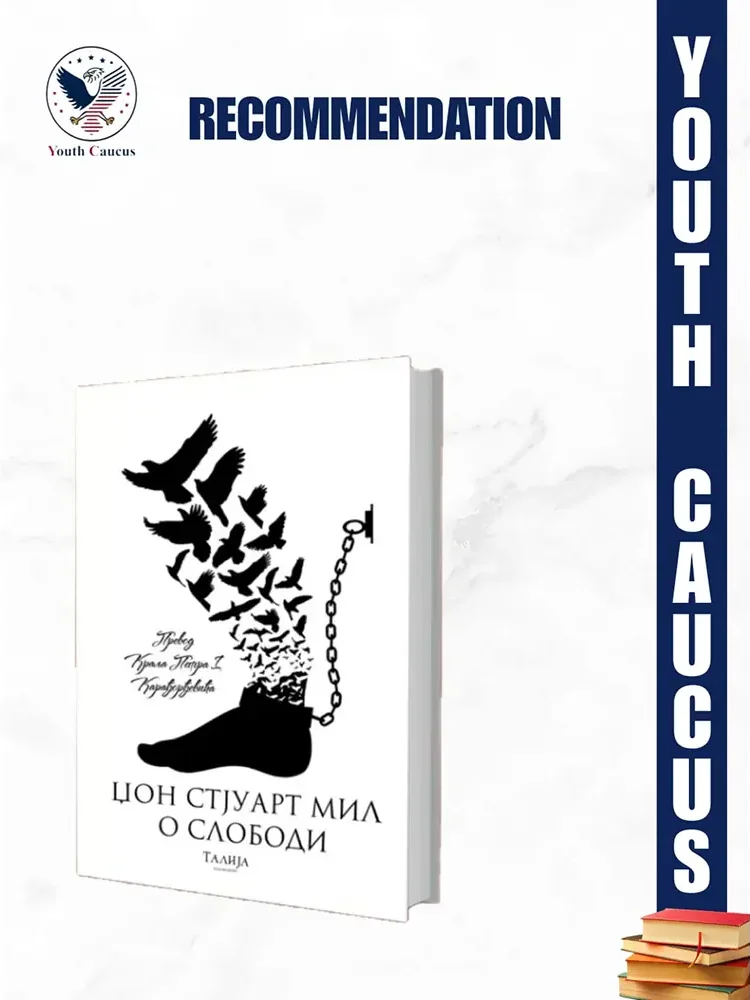 Youth Caucus
RECOMMENDATION
YOUTH CAUCUS
Превод
Краља Петра I
Карађорђевића
ЏОН СТЈУАРТ МИЛ
О СЛОБОДИ
ТАЛИЈА